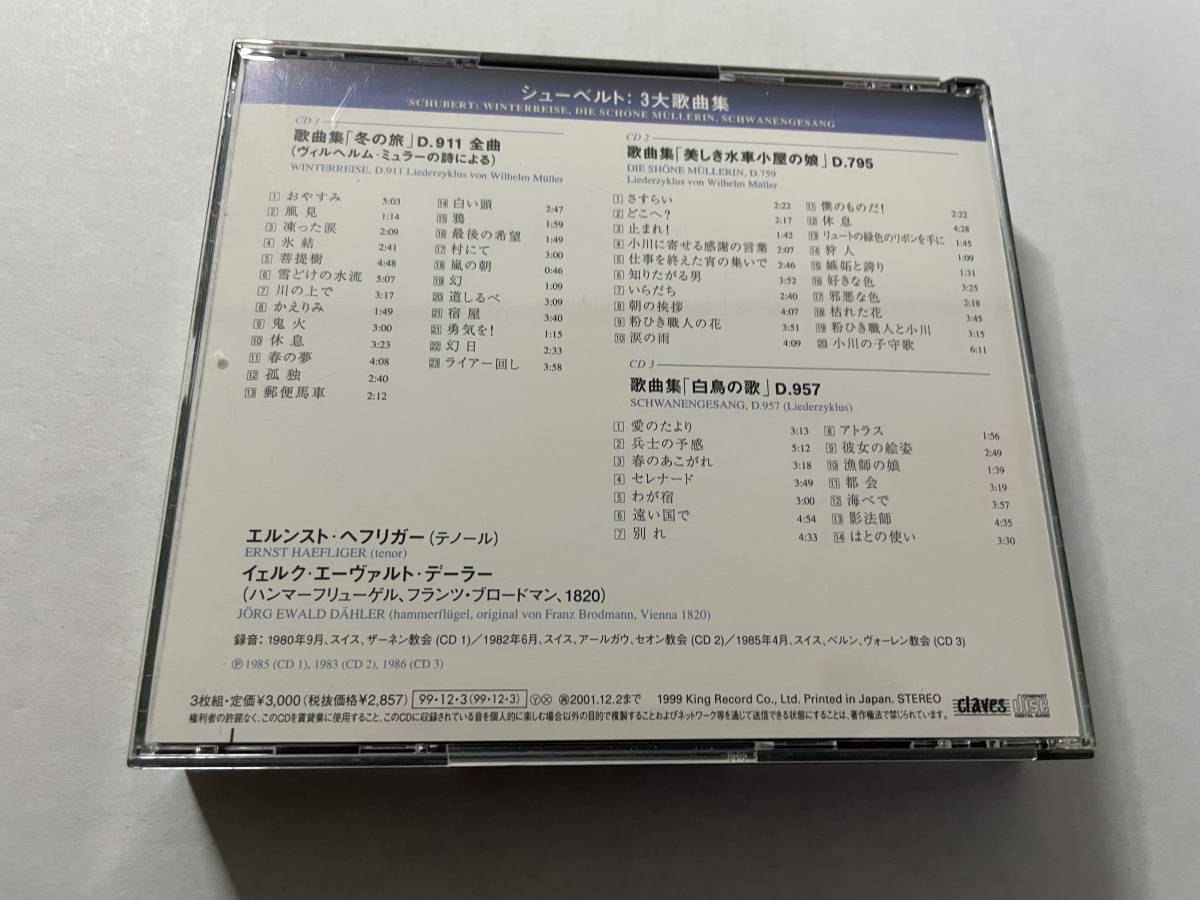 シューベルト: 3大歌曲集
SCHUBERT: WINTERREISE, DIE SCHÖNE MÜLLERIN, SCHWANENGESANG
CD 1
歌曲集「冬の旅」D.911 全曲
(ヴィルヘルム・ミュラーの詩による)
WINTERREISE, D.911 Liederzyklus von Wilhelm Müller
1 おやすみ 5:03
2 風見 1:14
3 凍った涙 2:09
4 氷結 2:41
5 菩提樹 4:48
6 雪どけの水流 5:07
7 川の上で 3:17
8 かえりみ 1:49
9 鬼火 3:00
10 休息 3:23
11 春の夢 4:08
12 孤独 2:40
13 郵便馬車 2:12
14 白い頭 2:47
15 鴉 1:59
16 最後の希望 1:49
17 村にて 3:00
18 嵐の朝 0:46
19 幻 1:09
20 道しるべ 3:09
21 宿屋 3:40
21 勇気を! 1:15
22 幻日 2:33
23 ライアー回し 3:58
CD 2
歌曲集「美しき水車小屋の娘」D.795
DIE SHÖNE MÜLLERIN, D.759
Liederzyklus von Wilhelm Müller
1 さすらい 2:22
2 どこへ? 2:17
3 止まれ! 1:42
4 小川に寄せる感謝の言葉 2:07
5 仕事を終えた宵の集いで 2:46
6 知りたがる男 3:52
7 いらだち 2:40
8 朝の挨拶 4:07
9 粉ひき職人の花 3:51
10 涙の雨 4:09
11 僕のものだ! 2:22
12 休息 4:28
13 リュートの緑色のリボンを手に 1:45
14 狩人 1:09
15 嫉妬と誇り 1:31
16 好きな色 3:25
17 邪悪な色 2:18
18 枯れた花 3:45
19 粉ひき職人と小川 3:15
20 小川の子守歌 6:11
CD 3
歌曲集「白鳥の歌」D.957
SCHWANENGESANG, D.957 (Liederzyklus)
1 愛のたより 3:13
2 兵士の予感 5:12
3 春のあこがれ 3:18
4 セレナード 3:49
5 わが宿 3:00
6 遠い国で 4:54
7 別れ 4:33
8 アトラス 1:56
9 彼女の絵姿 2:49
10 漁師の娘 1:39
11 都会 3:19
12 海べで 3:57
13 影法師 4:35
14 はとの使い 3:30
エルンスト・ヘフリガー(テノール)
ERNST HAEFLIGER (tenor)
イェルク・エーヴァルト・デーラー
(ハンマーフリューゲル、フランツ・ブロードマン、1820)
JÖRG EWALD DÄHLER (hammerflügel, original von Franz Brodmann, Vienna 1820)
録音: 1980年9月、スイス、ザーネン教会(CD 1)/1982年6月、スイス、アールガウ、セオン教会(CD 2)/1985年4月、スイス、ベルン、ヴォーレン教会(CD 3)
Ⓟ1985 (CD 1), 1983 (CD 2), 1986 (CD 3)
3枚組・定価¥3,000(税抜価格¥2,857) 99・12・3(99・12・3) ⓎⓍ 再2001.12.2まで 1999 King Record Co., Ltd. Printed in Japan. STEREO claves COMPACT disc DIGITAL AUDIO
権利者の許諾なく、このCDを賃貸業に使用すること、このCDに収録されている音を個人的に楽しむ場合以外の目的で複製することおよびネットワーク等を通じて送信できる状態にすることは、著作権法で禁じられています。